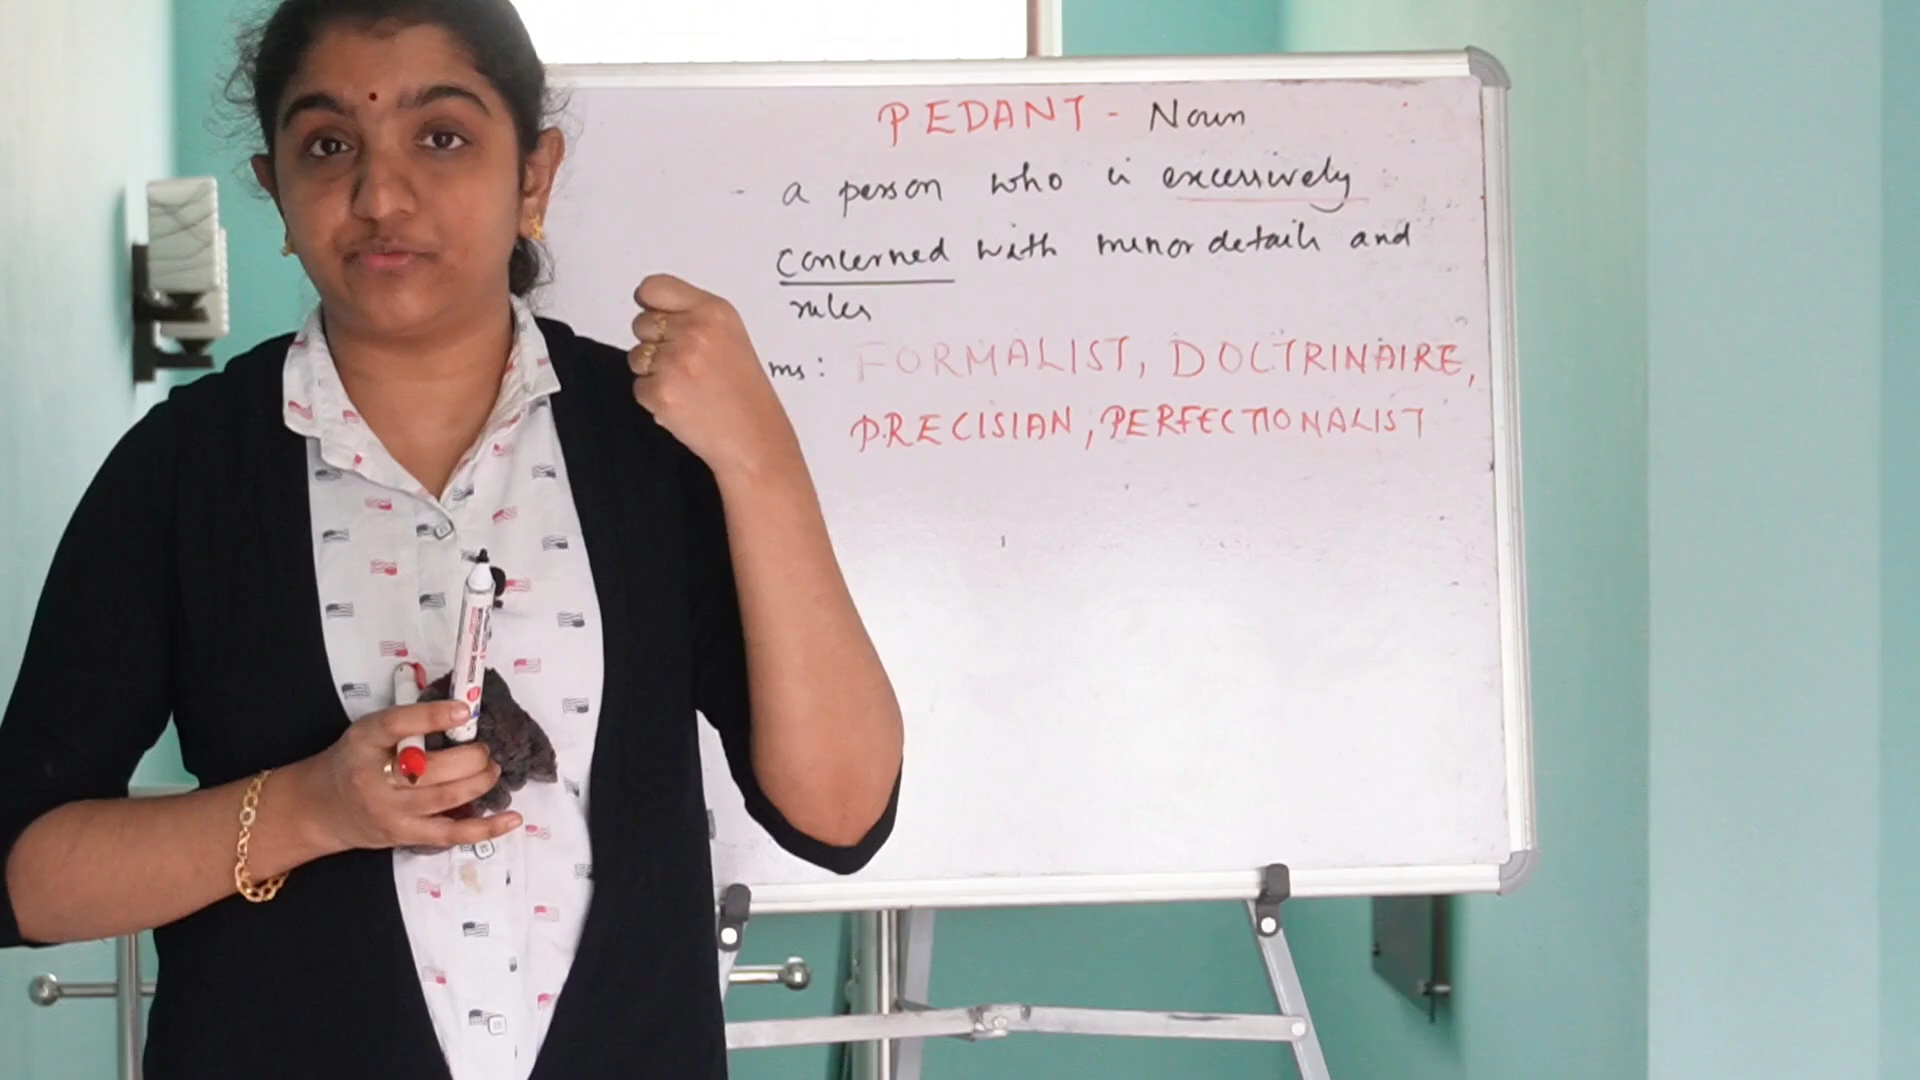 PEDANT - Noun
- a person who is excessively
concerned with minor details and
rules
ms: FORMALIST, DOCTRINAIRE,
PRECISIAN, PERFECTIONALIST